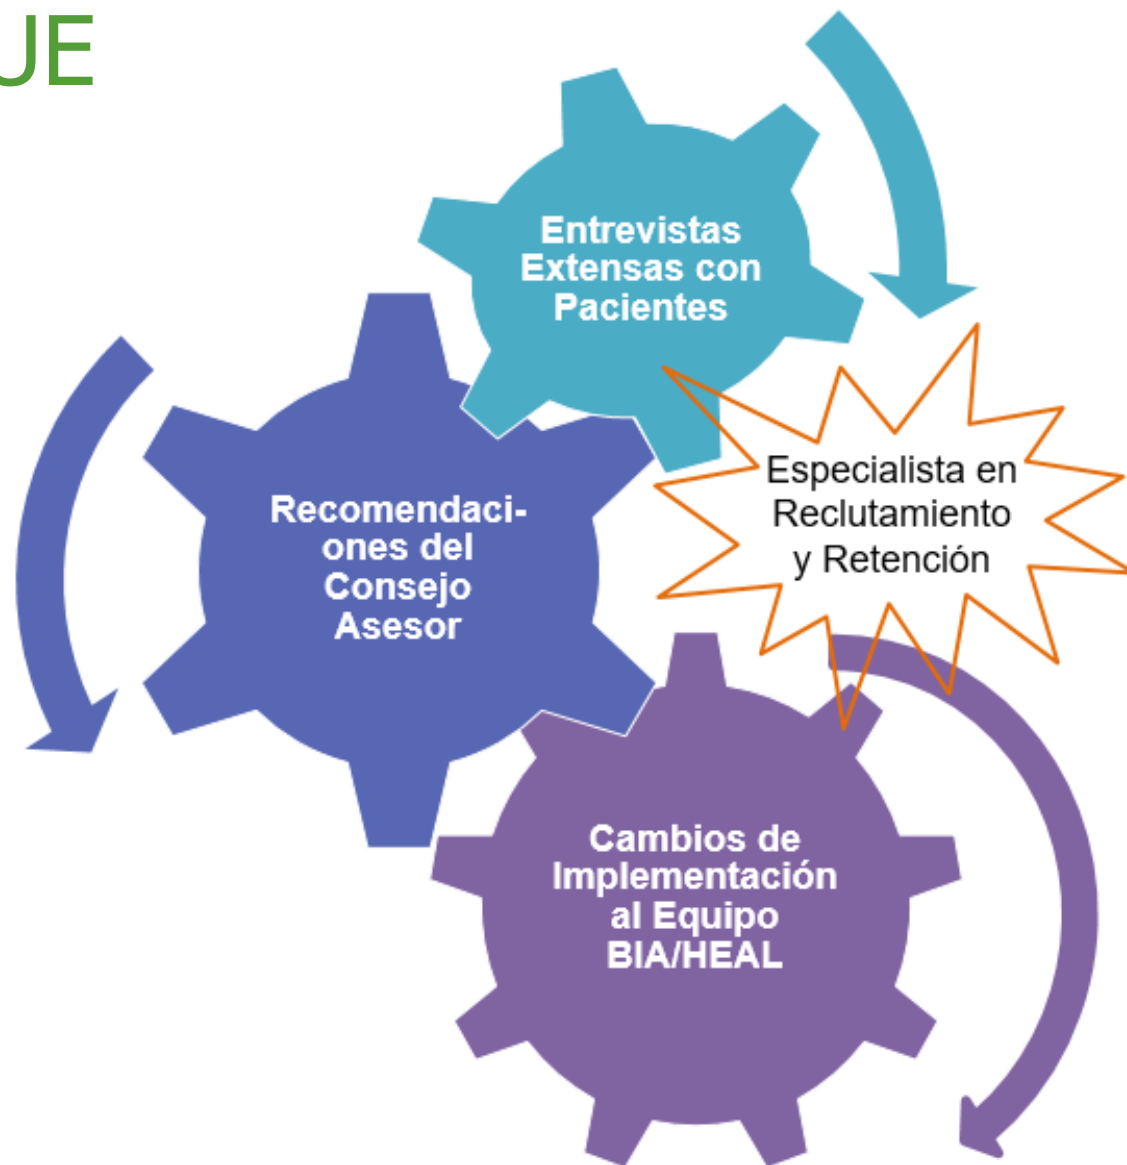 UE
Entrevistas
Extensas con
Pacientes
Especialista en
Reclutamiento
y Retención
Recomendaci-
ones del
Consejo
Asesor
Cambios de
Implementación
al Equipo
BIA/HEAL